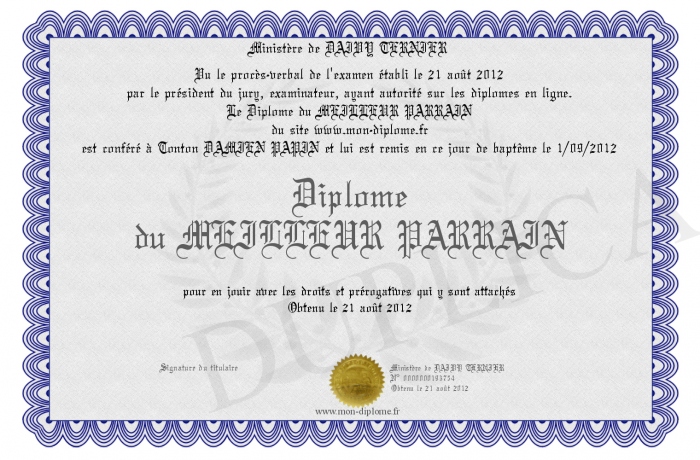 Ministère de DAIVY TERNIER
Vu le procès-verbal de l'examen établi le 21 août 2012
par le président du jury, examinateur, ayant autorité sur les diplomes en ligne.
Le Diplome du MEILLEUR PARRAIN
du site www.mon-diplome.fr
est conféré à Tonton DAMIEN PAPIN et lui est remis en ce jour de baptême le 1/09/2012
Diplome
du MEILLEUR PARRAIN
pour en jouir avec les droits et prérogatives qui y sont attachés
Obtenu le 21 août 2012
DUPLICA
Signature du titulaire
Ministère de DAIVY TERNIER
N° 0000000163754
Obtenu le 21 août 2012
www.mon-diplome.fr